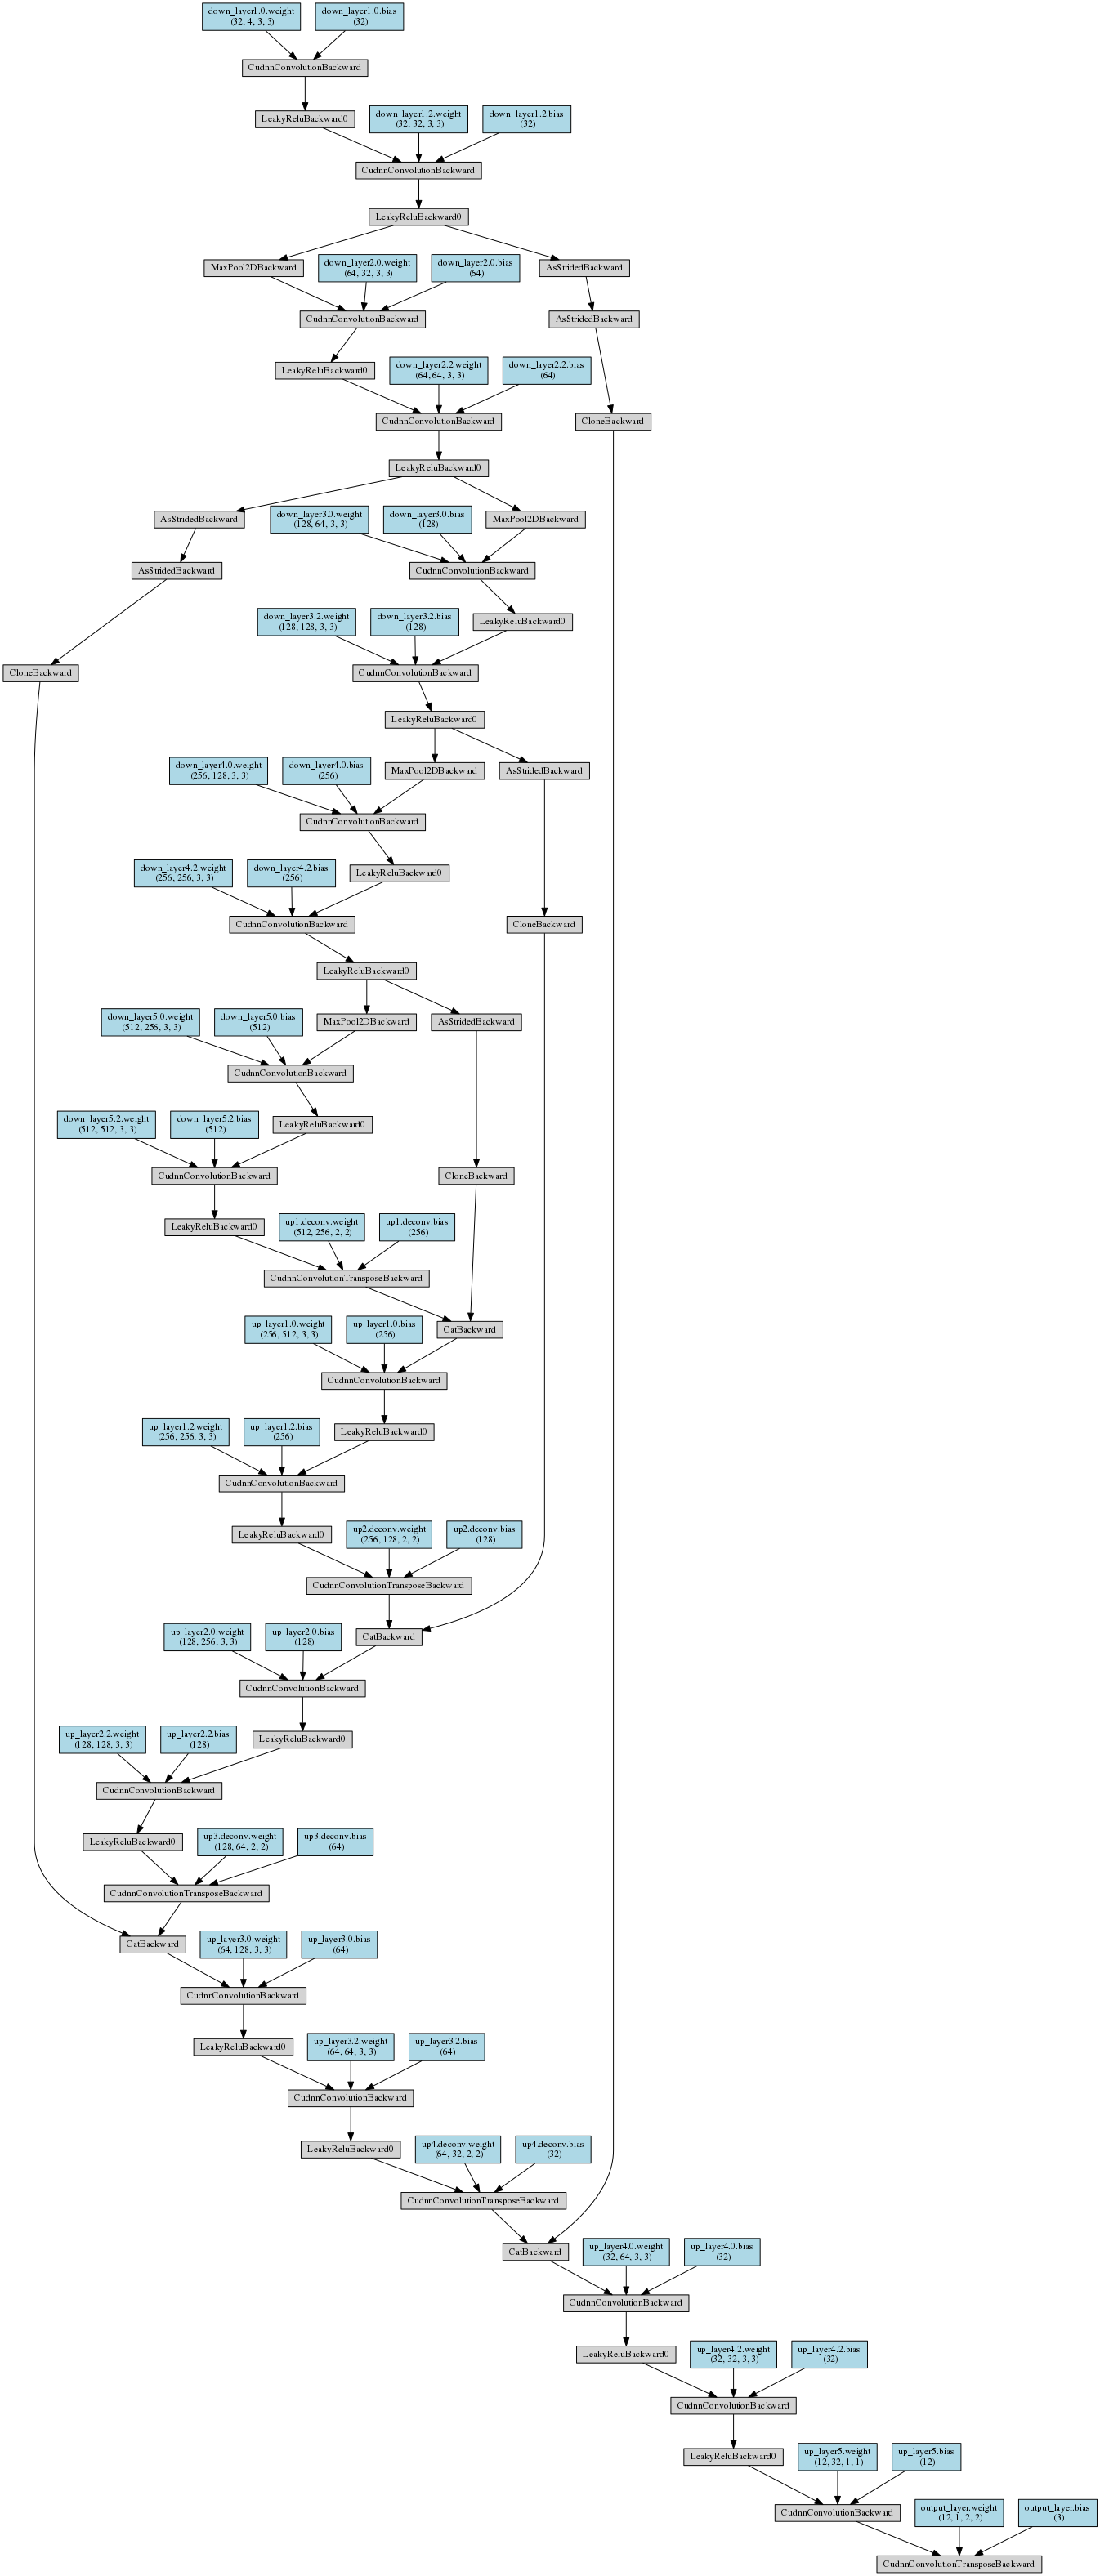 down_layer1.0.weight
(32, 4, 3, 3)
down_layer1.0.bias
(32)
CudnnConvolutionBackward
LeakyReluBackward0
down_layer1.2.weight
(32, 32, 3, 3)
down_layer1.2.bias
(32)
CudnnConvolutionBackward
LeakyReluBackward0
MaxPool2DBackward
down_layer2.0.weight
(64, 32, 3, 3)
down_layer2.0.bias
(64)
AsStridedBackward
CudnnConvolutionBackward
AsStridedBackward
LeakyReluBackward0
down_layer2.2.weight
(64, 64, 3, 3)
down_layer2.2.bias
(64)
CudnnConvolutionBackward
CloneBackward
LeakyReluBackward0
AsStridedBackward
down_layer3.0.weight
(128, 64, 3, 3)
down_layer3.0.bias
(128)
MaxPool2DBackward
AsStridedBackward
CudnnConvolutionBackward
down_layer3.2.weight
(128, 128, 3, 3)
down_layer3.2.bias
(128)
LeakyReluBackward0
CloneBackward
CudnnConvolutionBackward
LeakyReluBackward0
down_layer4.0.weight
(256, 128, 3, 3)
down_layer4.0.bias
(256)
MaxPool2DBackward
AsStridedBackward
CudnnConvolutionBackward
down_layer4.2.weight
(256, 256, 3, 3)
down_layer4.2.bias
(256)
LeakyReluBackward0
CudnnConvolutionBackward
CloneBackward
LeakyReluBackward0
down_layer5.0.weight
(512, 256, 3, 3)
down_layer5.0.bias
(512)
MaxPool2DBackward
AsStridedBackward
CudnnConvolutionBackward
down_layer5.2.weight
(512, 512, 3, 3)
down_layer5.2.bias
(512)
LeakyReluBackward0
CudnnConvolutionBackward
CloneBackward
LeakyReluBackward0
up1.deconv.weight
(512, 256, 2, 2)
up1.deconv.bias
(256)
CudnnConvolutionTransposeBackward
up_layer1.0.weight
(256, 512, 3, 3)
up_layer1.0.bias
(256)
CatBackward
CudnnConvolutionBackward
up_layer1.2.weight
(256, 256, 3, 3)
up_layer1.2.bias
(256)
LeakyReluBackward0
CudnnConvolutionBackward
LeakyReluBackward0
up2.deconv.weight
(256, 128, 2, 2)
up2.deconv.bias
(128)
CudnnConvolutionTransposeBackward
up_layer2.0.weight
(128, 256, 3, 3)
up_layer2.0.bias
(128)
CatBackward
CudnnConvolutionBackward
up_layer2.2.weight
(128, 128, 3, 3)
up_layer2.2.bias
(128)
LeakyReluBackward0
CudnnConvolutionBackward
LeakyReluBackward0
up3.deconv.weight
(128, 64, 2, 2)
up3.deconv.bias
(64)
CudnnConvolutionTransposeBackward
CatBackward
up_layer3.0.weight
(64, 128, 3, 3)
up_layer3.0.bias
(64)
CudnnConvolutionBackward
LeakyReluBackward0
up_layer3.2.weight
(64, 64, 3, 3)
up_layer3.2.bias
(64)
CudnnConvolutionBackward
LeakyReluBackward0
up4.deconv.weight
(64, 32, 2, 2)
up4.deconv.bias
(32)
CudnnConvolutionTransposeBackward
CatBackward
up_layer4.0.weight
(32, 64, 3, 3)
up_layer4.0.bias
(32)
CudnnConvolutionBackward
LeakyReluBackward0
up_layer4.2.weight
(32, 32, 3, 3)
up_layer4.2.bias
(32)
CudnnConvolutionBackward
LeakyReluBackward0
up_layer5.weight
(12, 32, 1, 1)
up_layer5.bias
(12)
CudnnConvolutionBackward
output_layer.weight
(12, 1, 2, 2)
output_layer.bias
(3)
CudnnConvolutionTransposeBackward